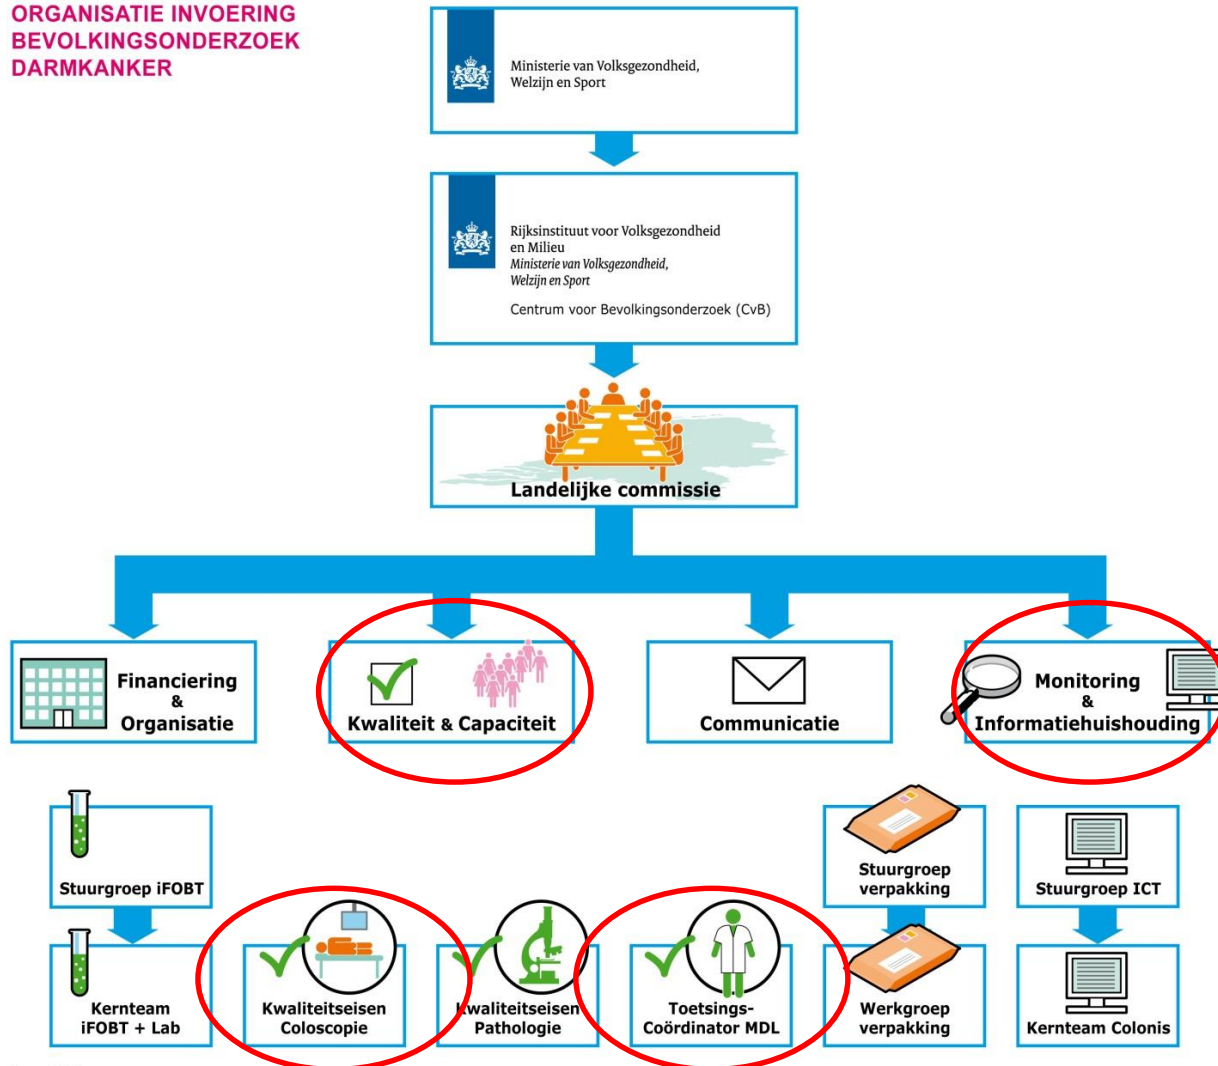 ORGANISATIE INVOERING
BEVOLKINGSONDERZOEK
DARMKANKER
Ministerie van Volksgezondheid,
Welzijn en Sport
Rijksinstituut voor Volksgezondheid
en Milieu
Ministerie van Volksgezondheid,
Welzijn en Sport
Centrum voor Bevolkingsonderzoek (CvB)
Landelijke commissie
Financiering
&
Organisatie
Kwaliteit & Capaciteit
Communicatie
Monitoring
&
Informatiehuishouding
Stuurgroep iFOBT
Stuurgroep
verpakking
Stuurgroep ICT
Kernteam
iFOBT + Lab
Kwaliteitseisen
Coloscopie
Kwaliteitseisen
Pathologie
Toetsings-
Coördinator MDL
Werkgroep
verpakking
Kernteam Colonis